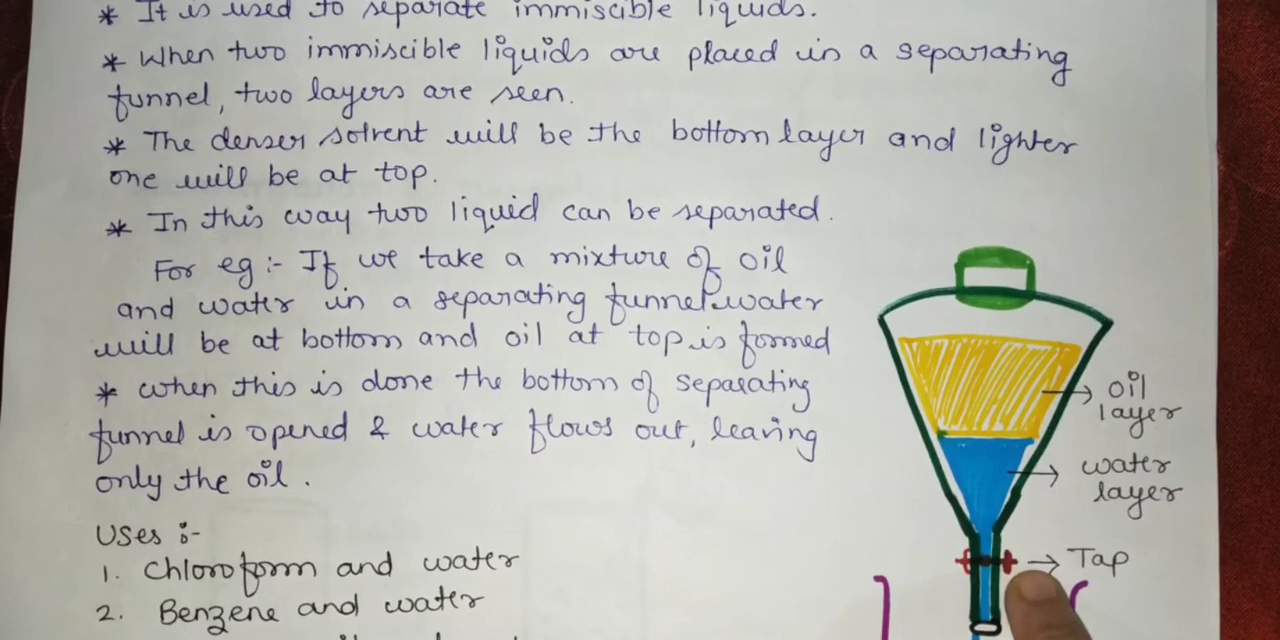 * It is used to separate immiscible liquids.
* When two immiscible liquids are placed in a separating
funnel, two layers are seen.
* The denser solvent will be the bottom layer and lighter
one will be at top.
* In this way two liquid can be separated.
For eg :- If we take a mixture of oil
and water in a separating funnel water
will be at bottom and oil at top is formed
* when this is done the bottom of separating
funnel is opened & water flows out, leaving
only the oil.
Uses :-
1. Chloroform and water
2. Benzene and water
oil
layer
water
layer
Tap